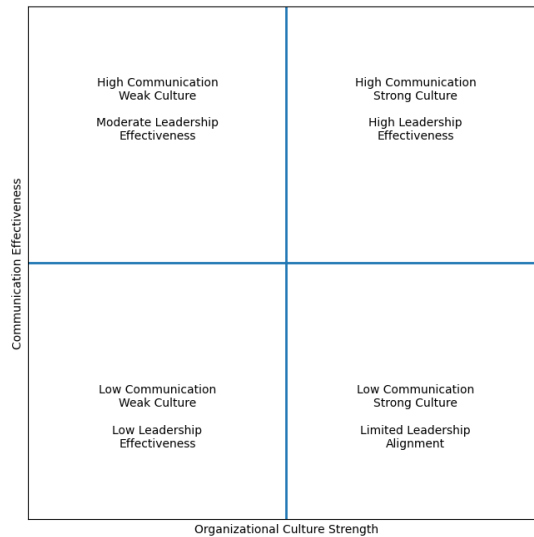 High Communication
Weak Culture
Moderate Leadership
Effectiveness
High Communication
Strong Culture
High Leadership
Effectiveness
Communication Effectiveness
Low Communication
Weak Culture
Low Leadership
Effectiveness
Low Communication
Strong Culture
Limited Leadership
Alignment
Organizational Culture Strength